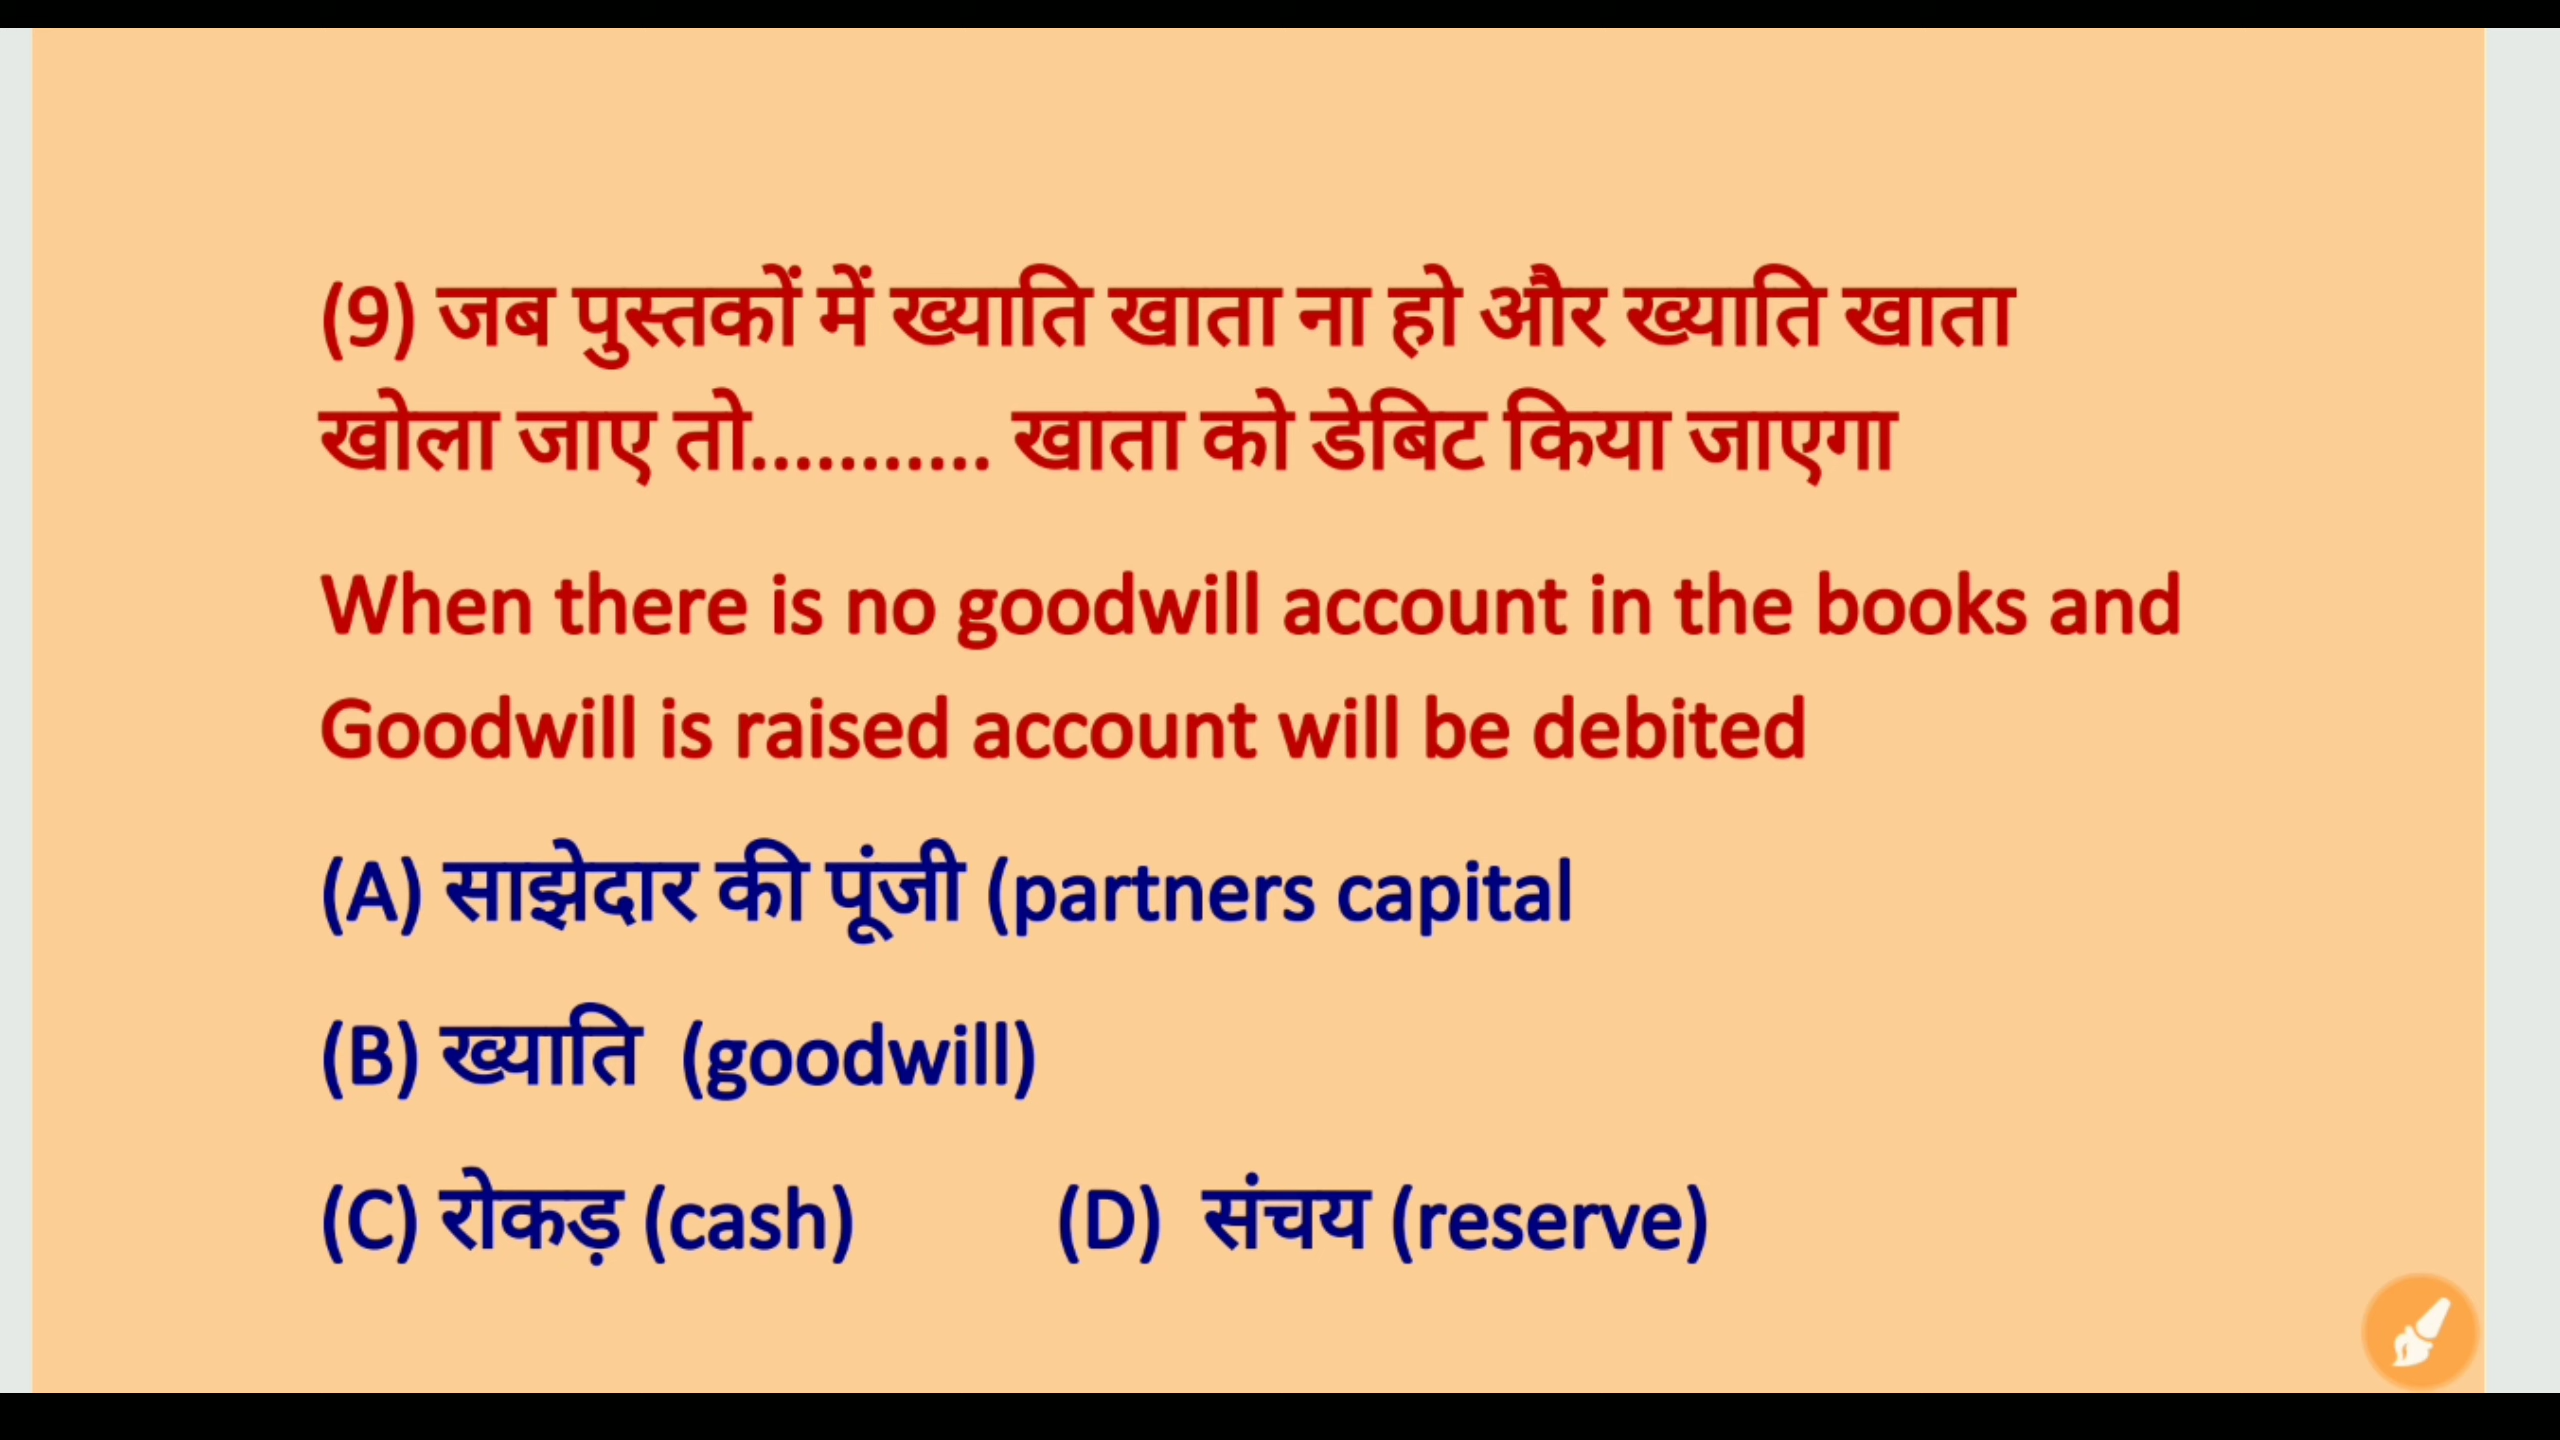 (9) जब पुस्तकों में ख्याति खाता ना हो और ख्याति खाता
खोला जाए तो........... खाता को डेबिट किया जाएगा
When there is no goodwill account in the books and
Goodwill is raised account will be debited
(A) साझेदार की पूंजी (partners capital
(B) ख्याति (goodwill)
(C) रोकड़ (cash) (D) संचय (reserve)